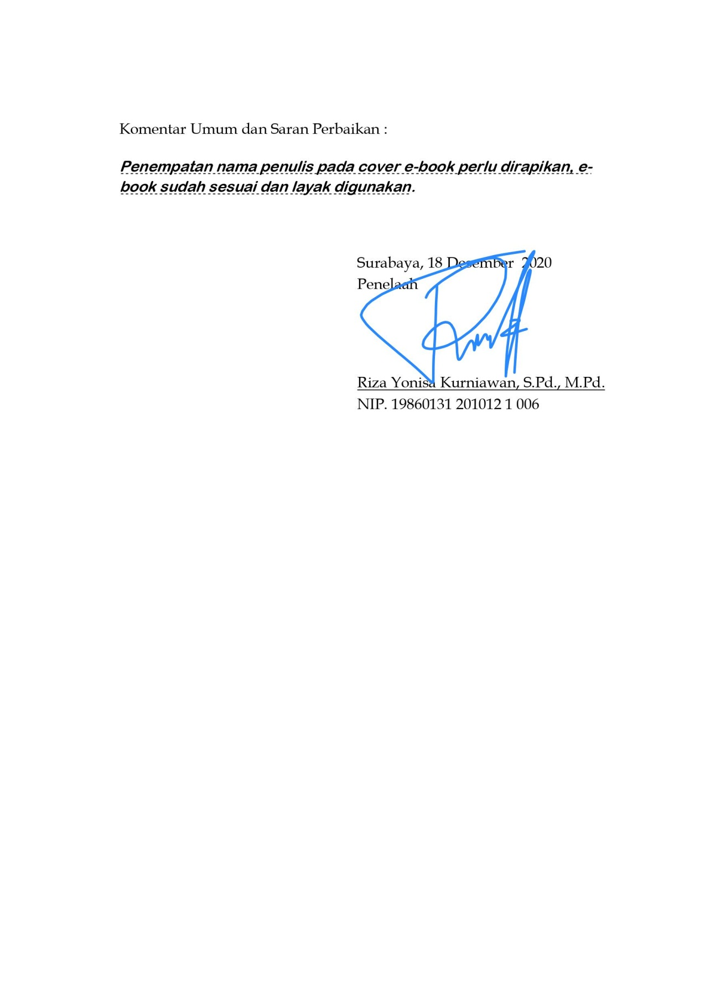 Komentar Umum dan Saran Perbaikan :
Penempatan nama penulis pada cover e-book perlu dirapikan, e-
book sudah sesuai dan layak digunakan.
Surabaya, 18 Desember 2020
Penelaah
Riza Yonisa Kurniawan, S.Pd., M.Pd.
NIP. 19860131 201012 1 006